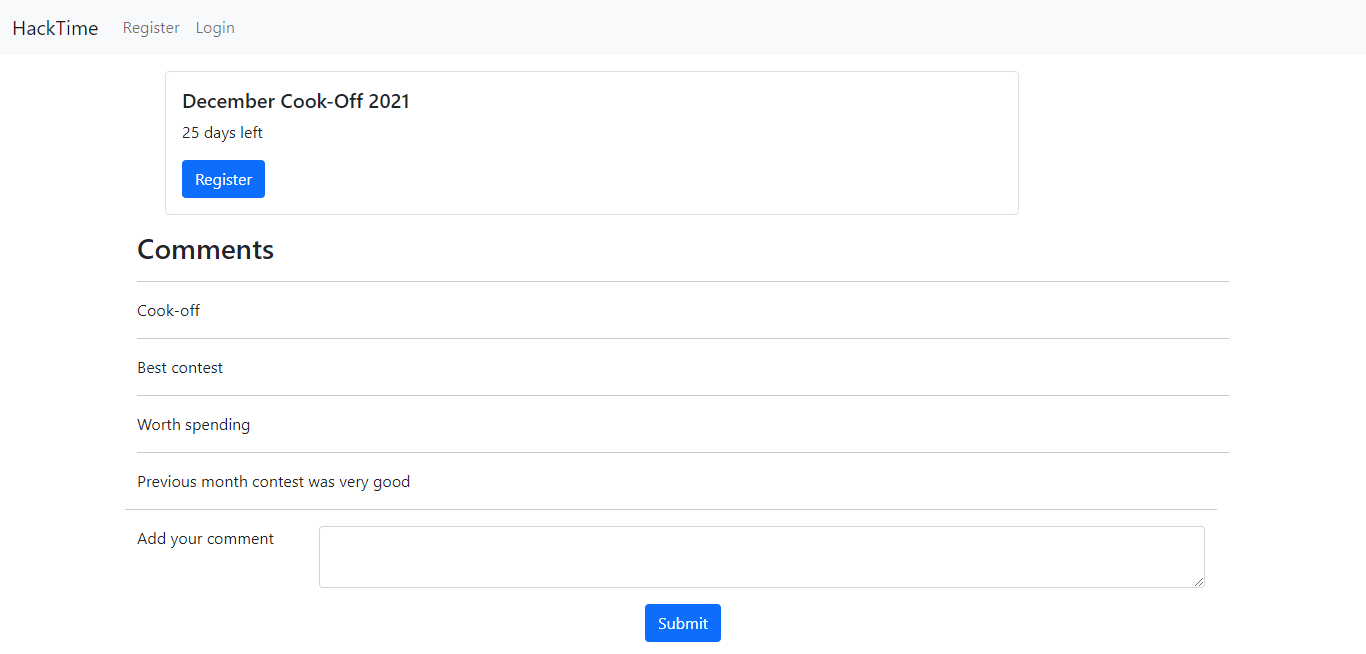 HackTime Register Login
December Cook-Off 2021
25 days left
Register
Comments
Cook-off
Best contest
Worth spending
Previous month contest was very good
Add your comment
Submit